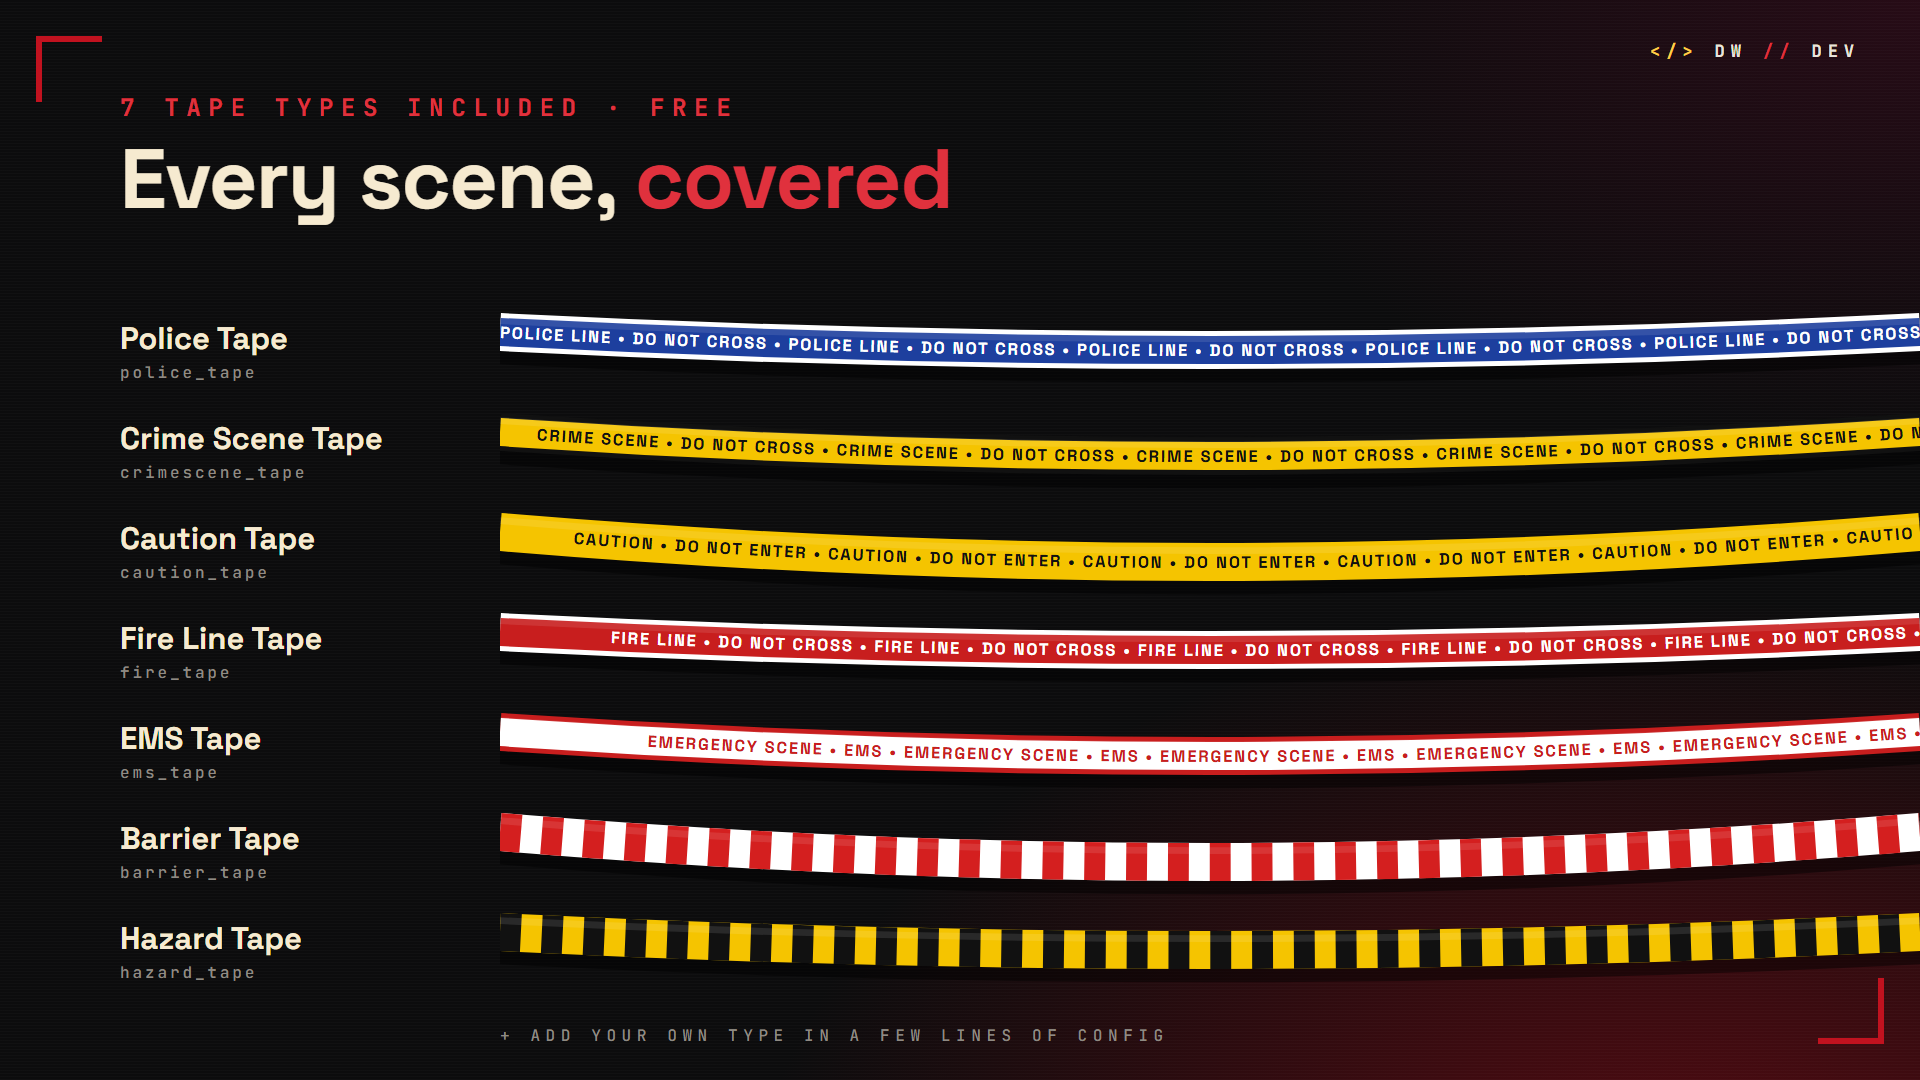 </> DW // DEV
7 TAPE TYPES INCLUDED · FREE
Every scene, covered
Police Tape
police_tape
POLICE LINE • DO NOT CROSS • POLICE LINE • DO NOT CROSS • POLICE LINE • DO NOT CROSS • POLICE LINE • DO NOT CROSS • POLICE LINE • DO NOT CROSS
Crime Scene Tape
crimescene_tape
CRIME SCENE • DO NOT CROSS • CRIME SCENE • DO NOT CROSS • CRIME SCENE • DO NOT CROSS • CRIME SCENE • DO NOT CROSS • CRIME SCENE • DO N
Caution Tape
caution_tape
CAUTION • DO NOT ENTER • CAUTION • DO NOT ENTER • CAUTION • DO NOT ENTER • CAUTION • DO NOT ENTER • CAUTION • DO NOT ENTER • CAUTIO
Fire Line Tape
fire_tape
FIRE LINE • DO NOT CROSS • FIRE LINE • DO NOT CROSS • FIRE LINE • DO NOT CROSS • FIRE LINE • DO NOT CROSS • FIRE LINE • DO NOT CROSS •
EMS Tape
ems_tape
EMERGENCY SCENE • EMS • EMERGENCY SCENE • EMS • EMERGENCY SCENE • EMS • EMERGENCY SCENE • EMS • EMERGENCY SCENE • EMS •
Barrier Tape
barrier_tape
Hazard Tape
hazard_tape
+ ADD YOUR OWN TYPE IN A FEW LINES OF CONFIG